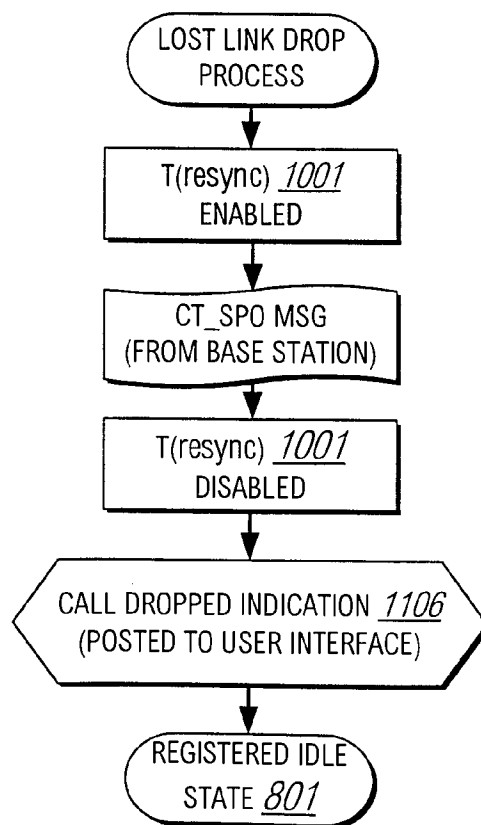 LOST LINK DROP
PROCESS
T(resync) 1001
ENABLED
CT_SPO MSG
(FROM BASE STATION)
T(resync) 1001
DISABLED
CALL DROPPED INDICATION 1106
(POSTED TO USER INTERFACE)
REGISTERED IDLE
STATE 801